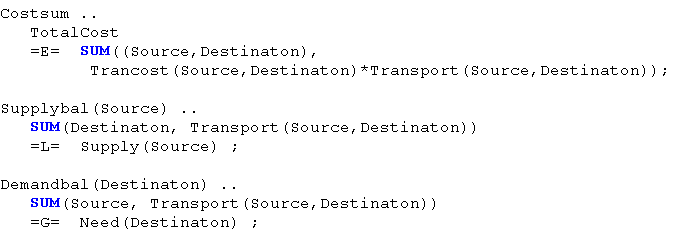 Costsum ..
TotalCost
=E= SUM((Source,Destinaton),
Trancost(Source,Destinaton)*Transport(Source,Destinaton));
Supplybal(Source) ..
SUM(Destinaton, Transport(Source,Destinaton))
=L= Supply(Source) ;
Demandbal(Destinaton) ..
SUM(Source, Transport(Source,Destinaton))
=G= Need(Destinaton) ;